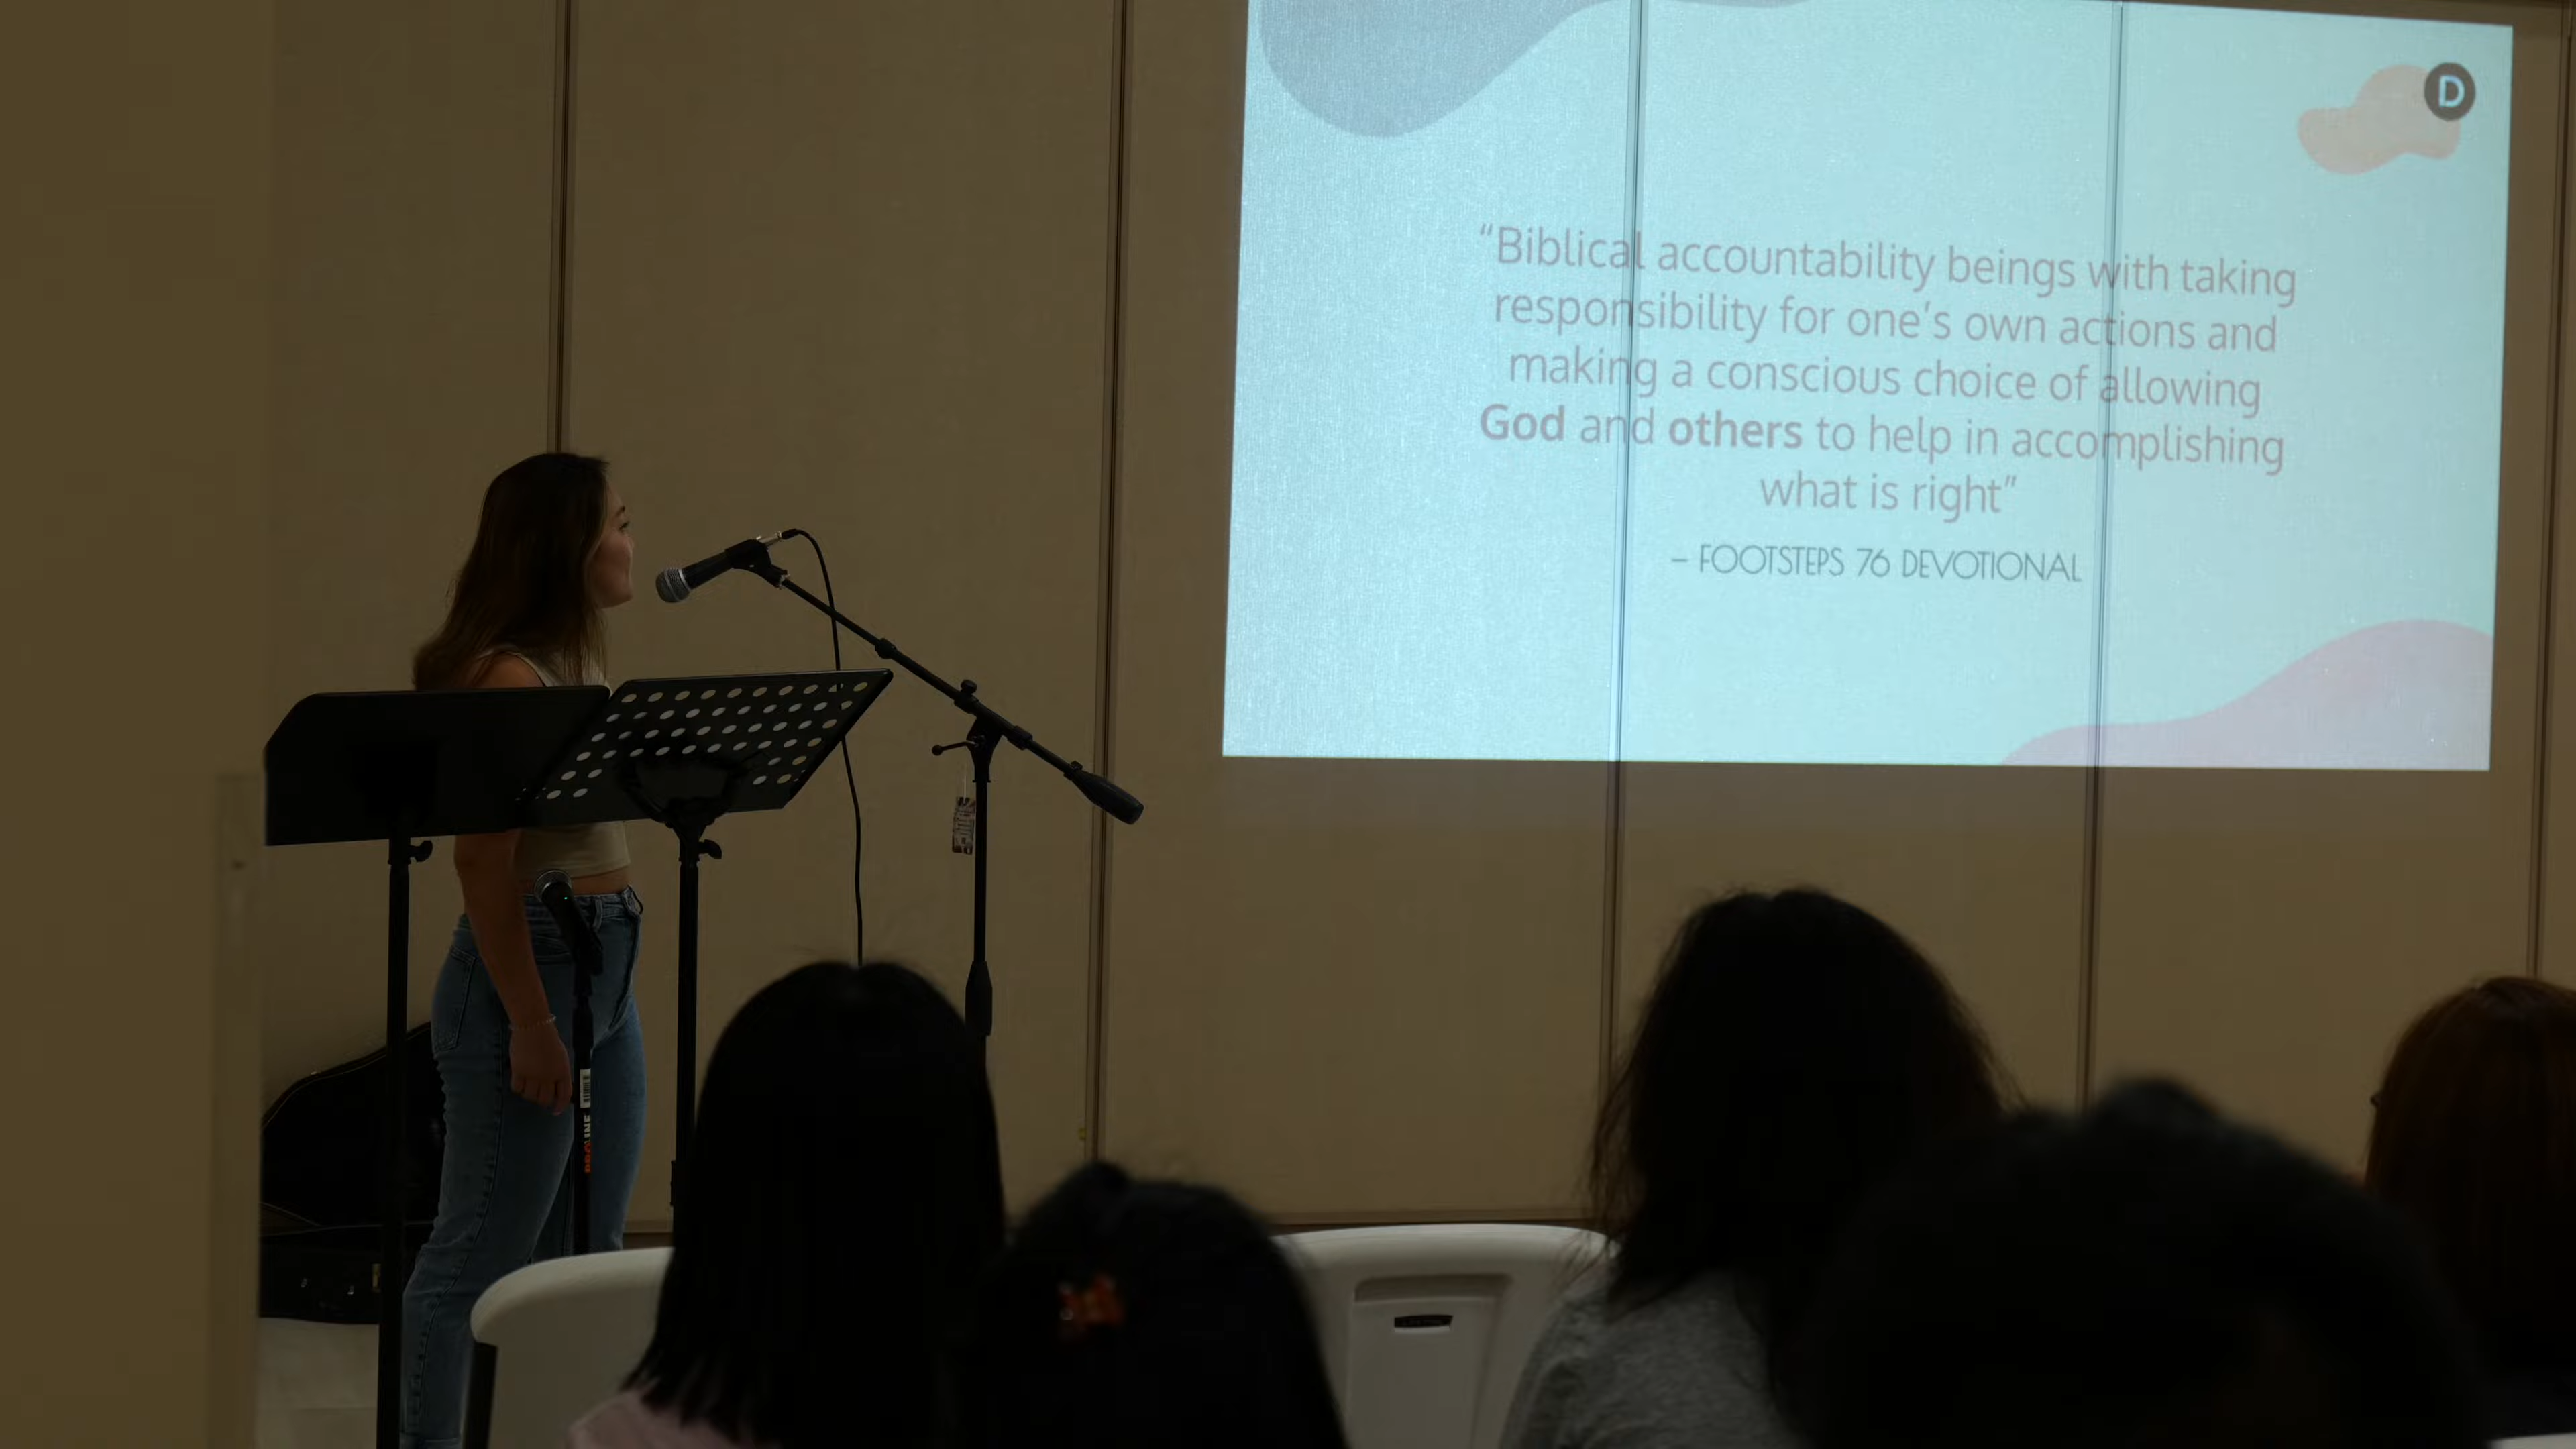 D
“Biblical accountability beings with taking
responsibility for one’s own actions and
making a conscious choice of allowing
God and others to help in accomplishing
what is right”
– FOOTSTEPS 76 DEVOTIONAL